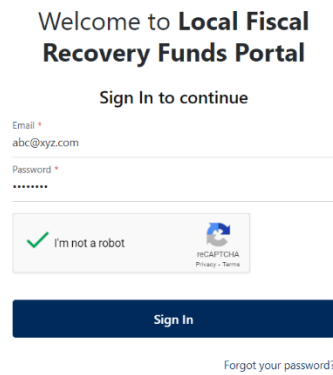 Welcome to Local Fiscal
Recovery Funds Portal
Sign In to continue
Email *
abc@xyz.com
Password *
••••••••
I'm not a robot
reCAPTCHA
Privacy - Terms
Sign In
Forgot your password?